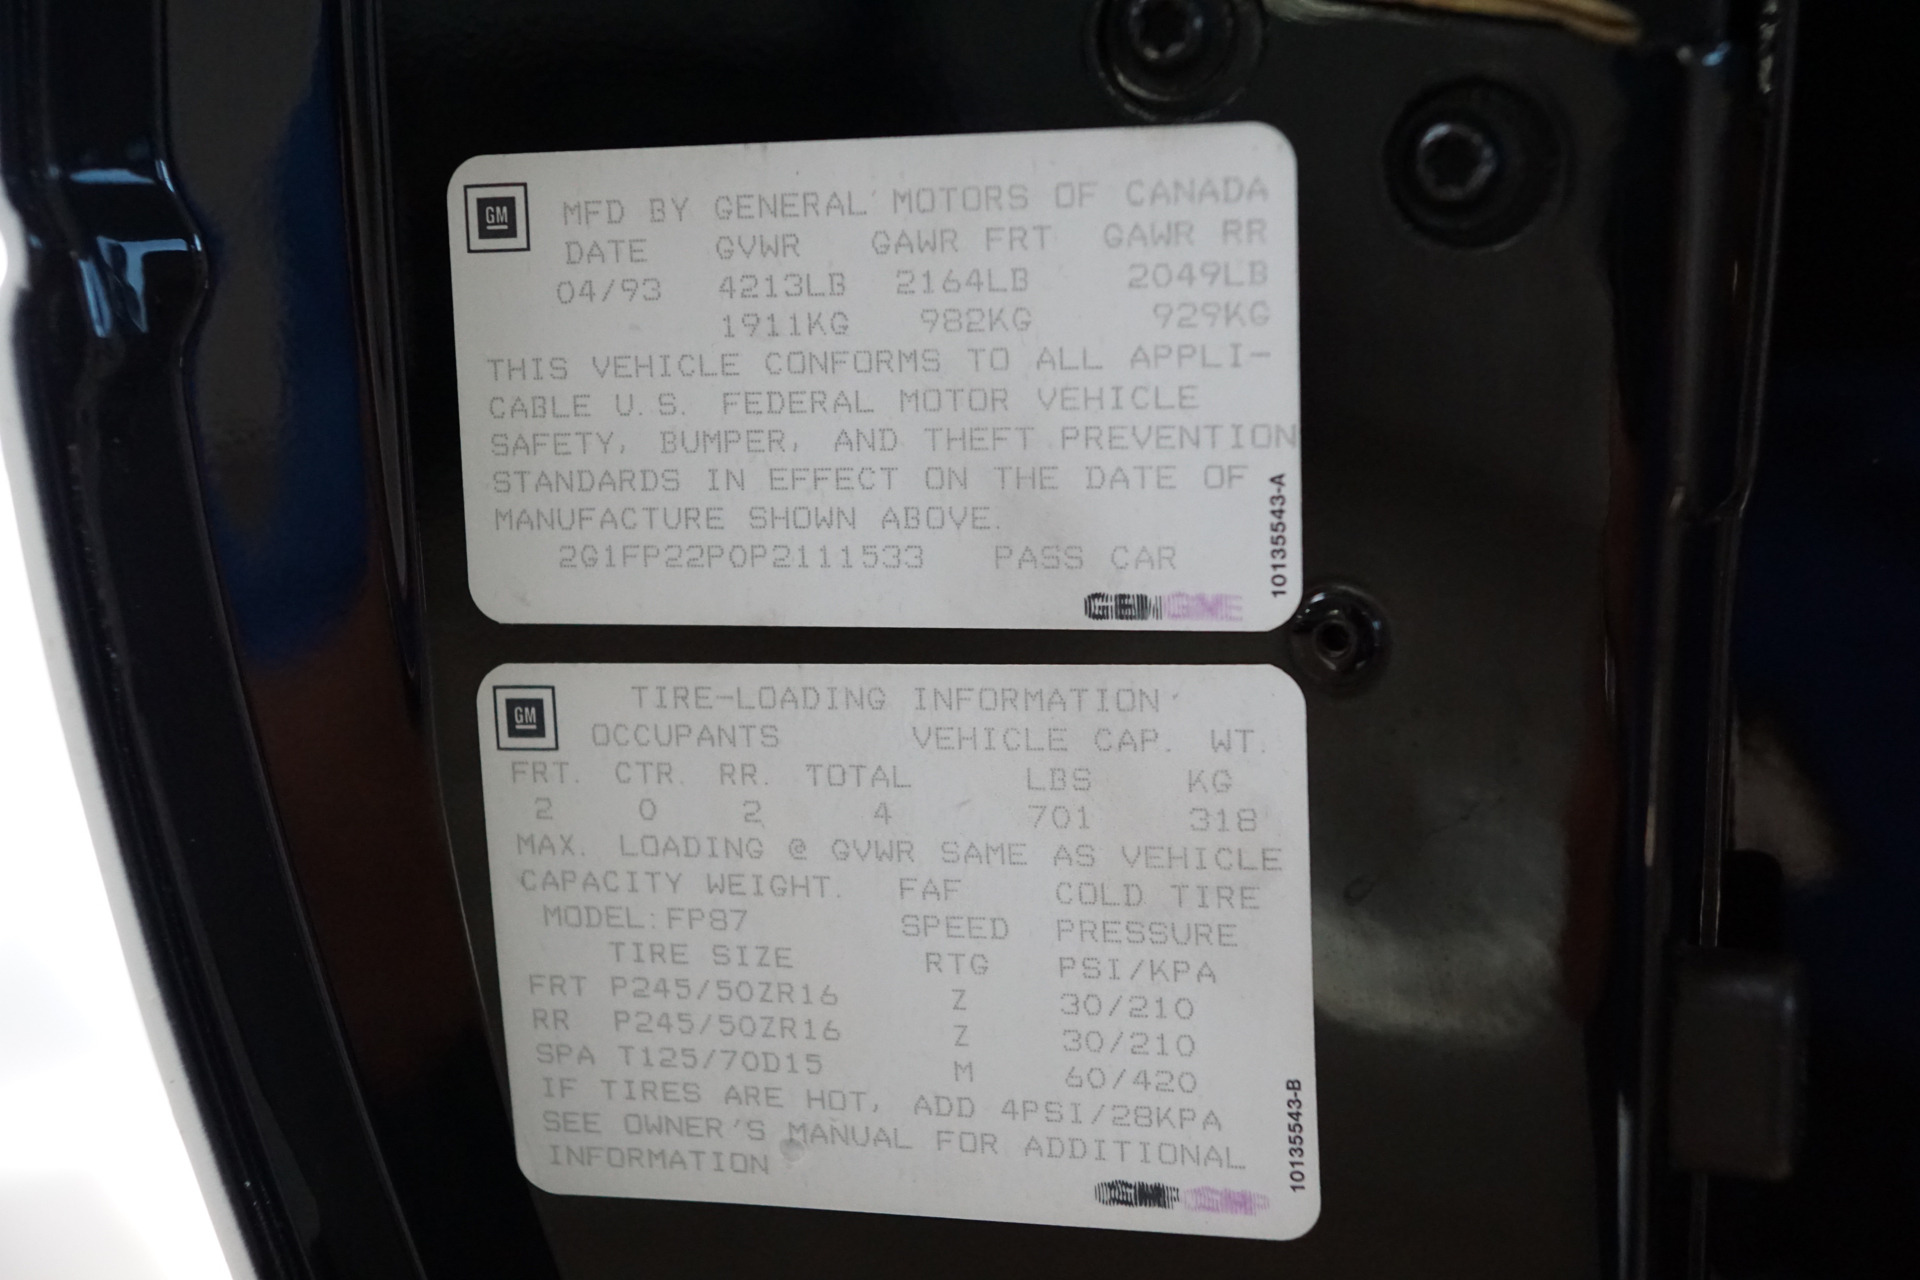 GM
MFD BY GENERAL MOTORS OF CANADA
DATE GVWR GAWR FRT GAWR RR
04/93 4213LB 2164LB 2049LB
1911KG 982KG 929KG
THIS VEHICLE CONFORMS TO ALL APPLI-
CABLE U.S. FEDERAL MOTOR VEHICLE
SAFETY, BUMPER, AND THEFT PREVENTION
STANDARDS IN EFFECT ON THE DATE OF
MANUFACTURE SHOWN ABOVE.
2G1FP22P0P2111533 PASS CAR
10135543-A
GM
TIRE-LOADING INFORMATION
OCCUPANTS VEHICLE CAP. WT.
FRT. CTR. RR. TOTAL LBS KG
2 0 2 4 701 318
MAX. LOADING @ GVWR SAME AS VEHICLE
CAPACITY WEIGHT. FAF COLD TIRE
MODEL:FP87 SPEED PRESSURE
TIRE SIZE RTG PSI/KPA
FRT P245/50ZR16 Z 30/210
RR P245/50ZR16 Z 30/210
SPA T125/70D15 M 60/420
IF TIRES ARE HOT, ADD 4PSI/28KPA
SEE OWNER'S MANUAL FOR ADDITIONAL
INFORMATION
10135543-B